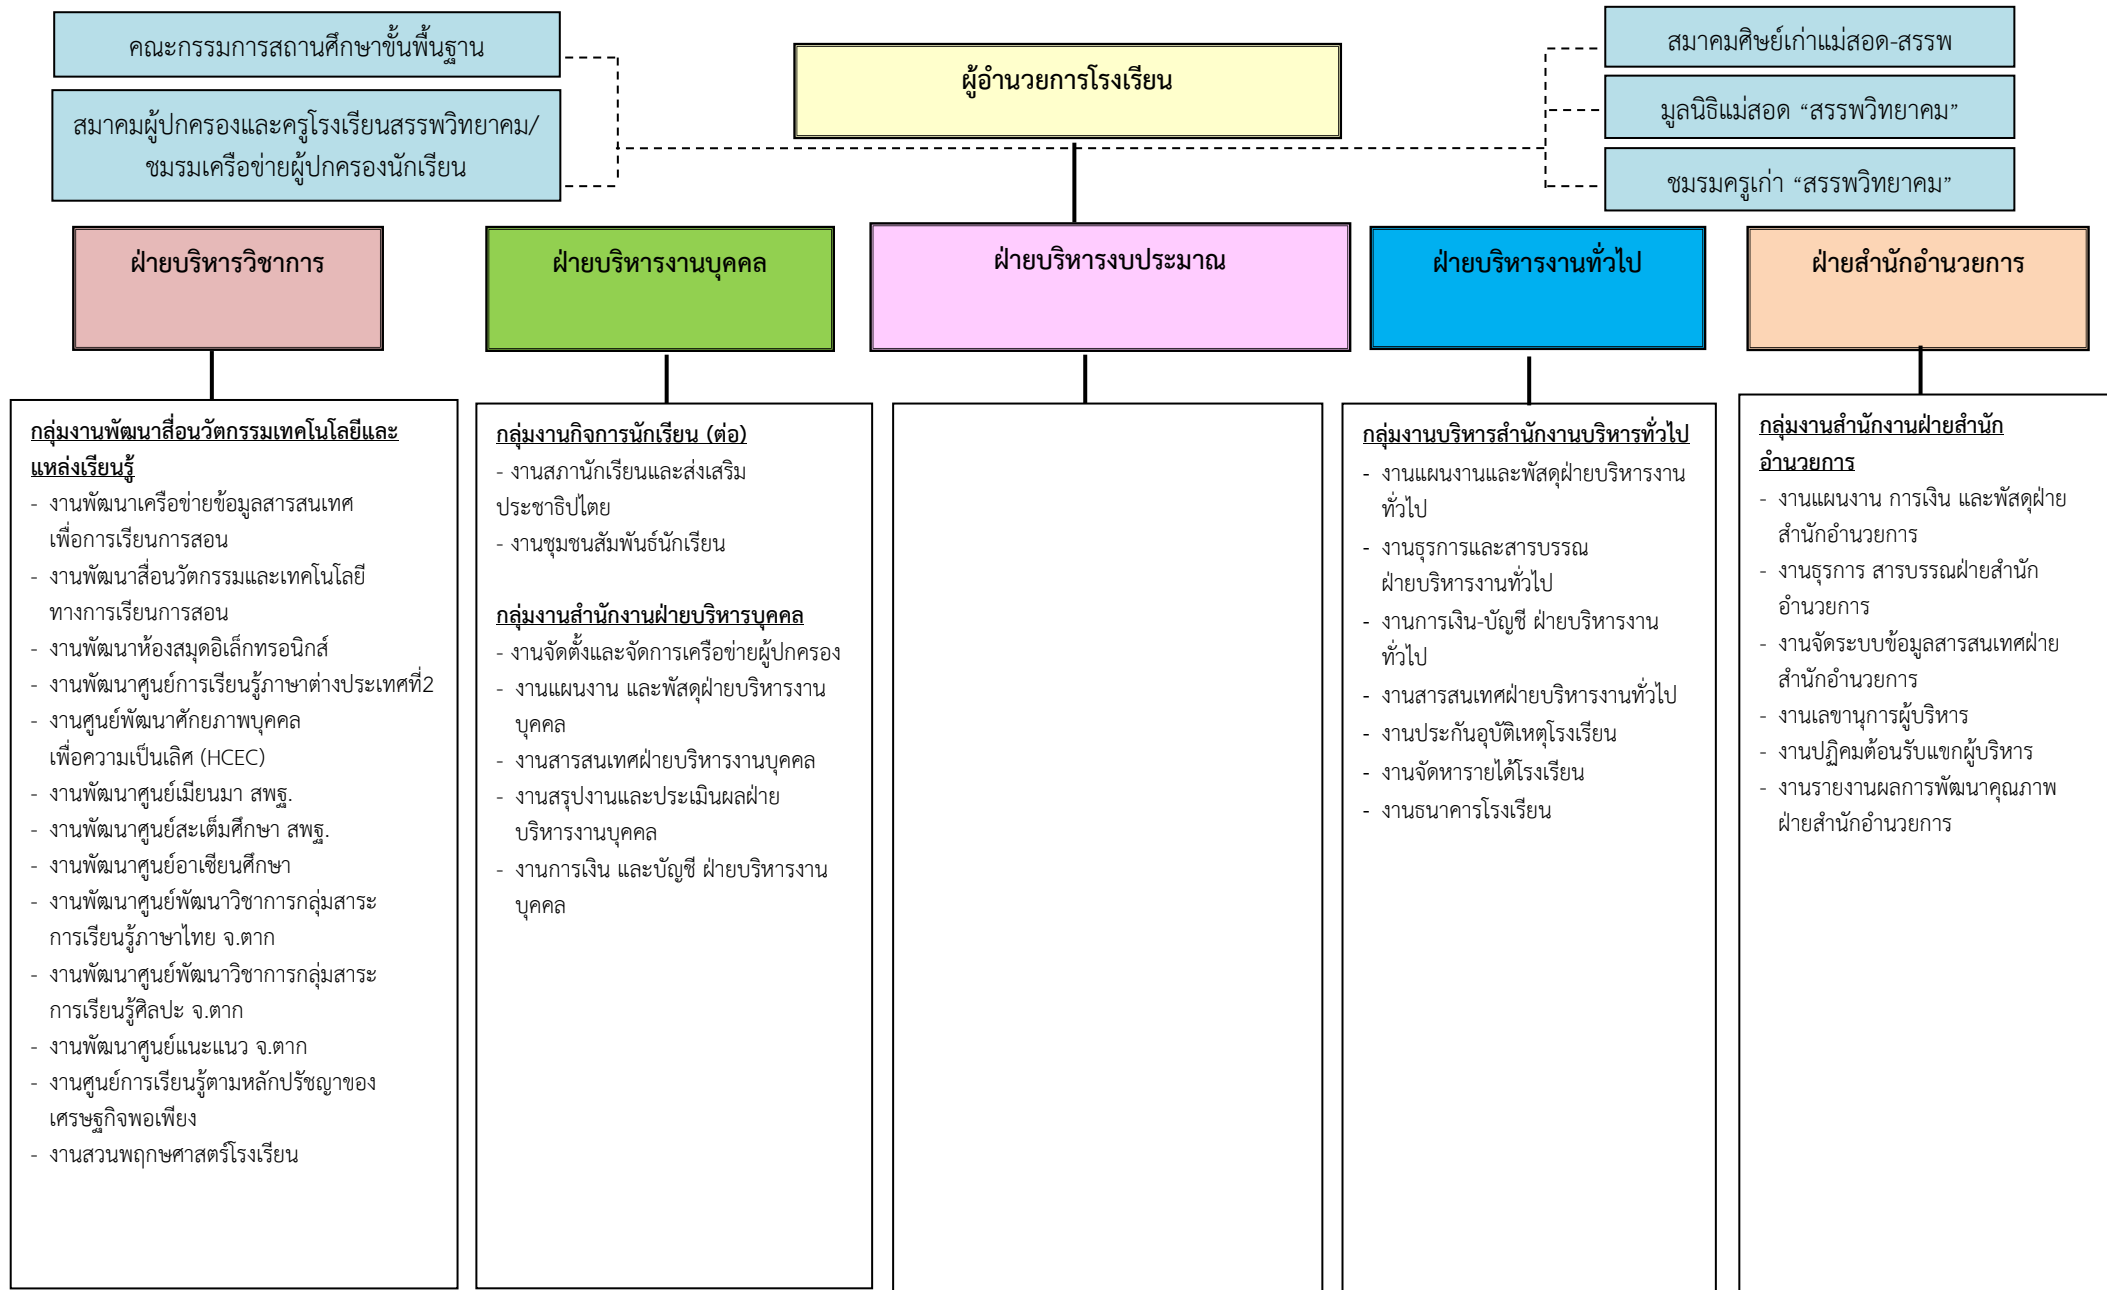 คณะกรรมการสถานศึกษาขั้นพื้นฐาน
สมาคมผู้ปกครองและครูโรงเรียนสรรพวิทยาคม/
ชมรมเครือข่ายผู้ปกครองนักเรียน
ผู้อำนวยการโรงเรียน
สมาคมศิษย์เก่าแม่สอด-สรรพ
มูลนิธิแม่สอด “สรรพวิทยาคม”
ชมรมครูเก่า “สรรพวิทยาคม”
ฝ่ายบริหารวิชาการ
ฝ่ายบริหารงานบุคคล
ฝ่ายบริหารงบประมาณ
ฝ่ายบริหารงานทั่วไป
ฝ่ายสำนักอำนวยการ
กลุ่มงานพัฒนาสื่อนวัตกรรมเทคโนโลยีและ
แหล่งเรียนรู้
- งานพัฒนาเครือข่ายข้อมูลสารสนเทศ
เพื่อการเรียนการสอน
- งานพัฒนาสื่อนวัตกรรมและเทคโนโลยี
ทางการเรียนการสอน
- งานพัฒนาห้องสมุดอิเล็กทรอนิกส์
- งานพัฒนาศูนย์การเรียนรู้ภาษาต่างประเทศที่2
- งานศูนย์พัฒนาศักยภาพบุคคล
เพื่อความเป็นเลิศ (HCEC)
- งานพัฒนาศูนย์เมียนมา สพฐ.
- งานพัฒนาศูนย์สะเต็มศึกษา สพฐ.
- งานพัฒนาศูนย์อาเซียนศึกษา
- งานพัฒนาศูนย์พัฒนาวิชาการกลุ่มสาระ
การเรียนรู้ภาษาไทย จ.ตาก
- งานพัฒนาศูนย์พัฒนาวิชาการกลุ่มสาระ
การเรียนรู้ศิลปะ จ.ตาก
- งานพัฒนาศูนย์แนะแนว จ.ตาก
- งานศูนย์การเรียนรู้ตามหลักปรัชญาของ
เศรษฐกิจพอเพียง
- งานสวนพฤกษศาสตร์โรงเรียน
กลุ่มงานกิจการนักเรียน (ต่อ)
- งานสภานักเรียนและส่งเสริม
ประชาธิปไตย
- งานชุมชนสัมพันธ์นักเรียน
กลุ่มงานสำนักงานฝ่ายบริหารบุคคล
- งานจัดตั้งและจัดการเครือข่ายผู้ปกครอง
- งานแผนงาน และพัสดุฝ่ายบริหารงาน
บุคคล
- งานสารสนเทศฝ่ายบริหารงานบุคคล
- งานสรุปงานและประเมินผลฝ่าย
บริหารงานบุคคล
- งานการเงิน และบัญชี ฝ่ายบริหารงาน
บุคคล
กลุ่มงานบริหารสำนักงานบริหารทั่วไป
- งานแผนงานและพัสดุฝ่ายบริหารงาน
ทั่วไป
- งานธุรการและสารบรรณ
ฝ่ายบริหารงานทั่วไป
- งานการเงิน-บัญชี ฝ่ายบริหารงาน
ทั่วไป
- งานสารสนเทศฝ่ายบริหารงานทั่วไป
- งานประกันอุบัติเหตุโรงเรียน
- งานจัดหารายได้โรงเรียน
- งานธนาคารโรงเรียน
กลุ่มงานสำนักงานฝ่ายสำนัก
อำนวยการ
- งานแผนงาน การเงิน และพัสดุฝ่าย
สำนักอำนวยการ
- งานธุรการ สารบรรณฝ่ายสำนัก
อำนวยการ
- งานจัดระบบข้อมูลสารสนเทศฝ่าย
สำนักอำนวยการ
- งานเลขานุการผู้บริหาร
- งานปฏิคมต้อนรับแขกผู้บริหาร
- งานรายงานผลการพัฒนาคุณภาพ
ฝ่ายสำนักอำนวยการ